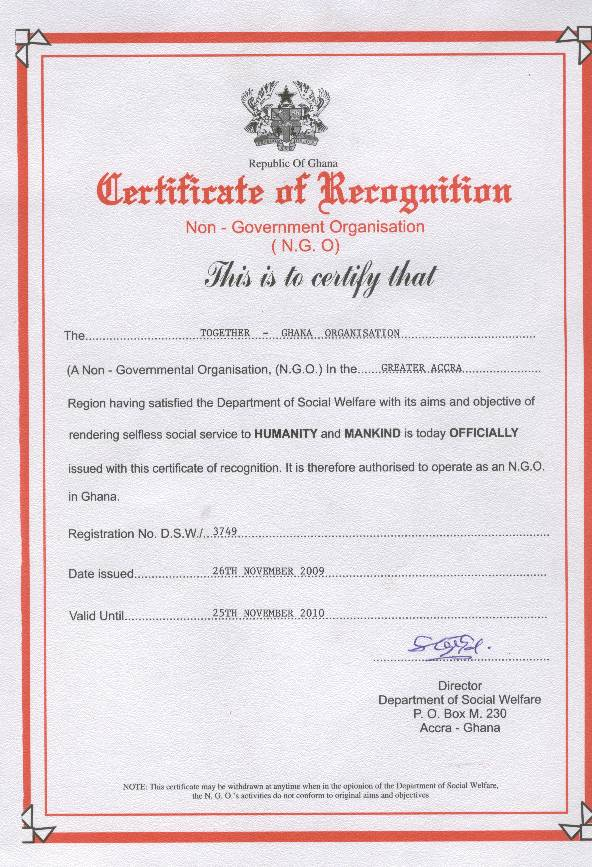 Republic Of Ghana
Certificate of Recognition
Non - Government Organisation
( N.G. O)
This is to certify that
The TOGETHER - GHANA ORGANISATION
(A Non - Governmental Organisation, (N.G.O.) In the GREATER ACCRA
Region having satisfied the Department of Social Welfare with its aims and objective of
rendering selfless social service to HUMANITY and MANKIND is today OFFICIALLY
issued with this certificate of recognition. It is therefore authorised to operate as an N.G.O.
in Ghana.
Registration No. D.S.W./ 3749
Date issued 26TH NOVEMBER 2009
Valid Until 25TH NOVEMBER 2010
Director
Department of Social Welfare
P. O. Box M. 230
Accra - Ghana
NOTE: This certificate may be withdrawn at anytime when in the opionion of the Department of Social Welfare,
the N. G. O.'s activities do not conform to original aims and objectives